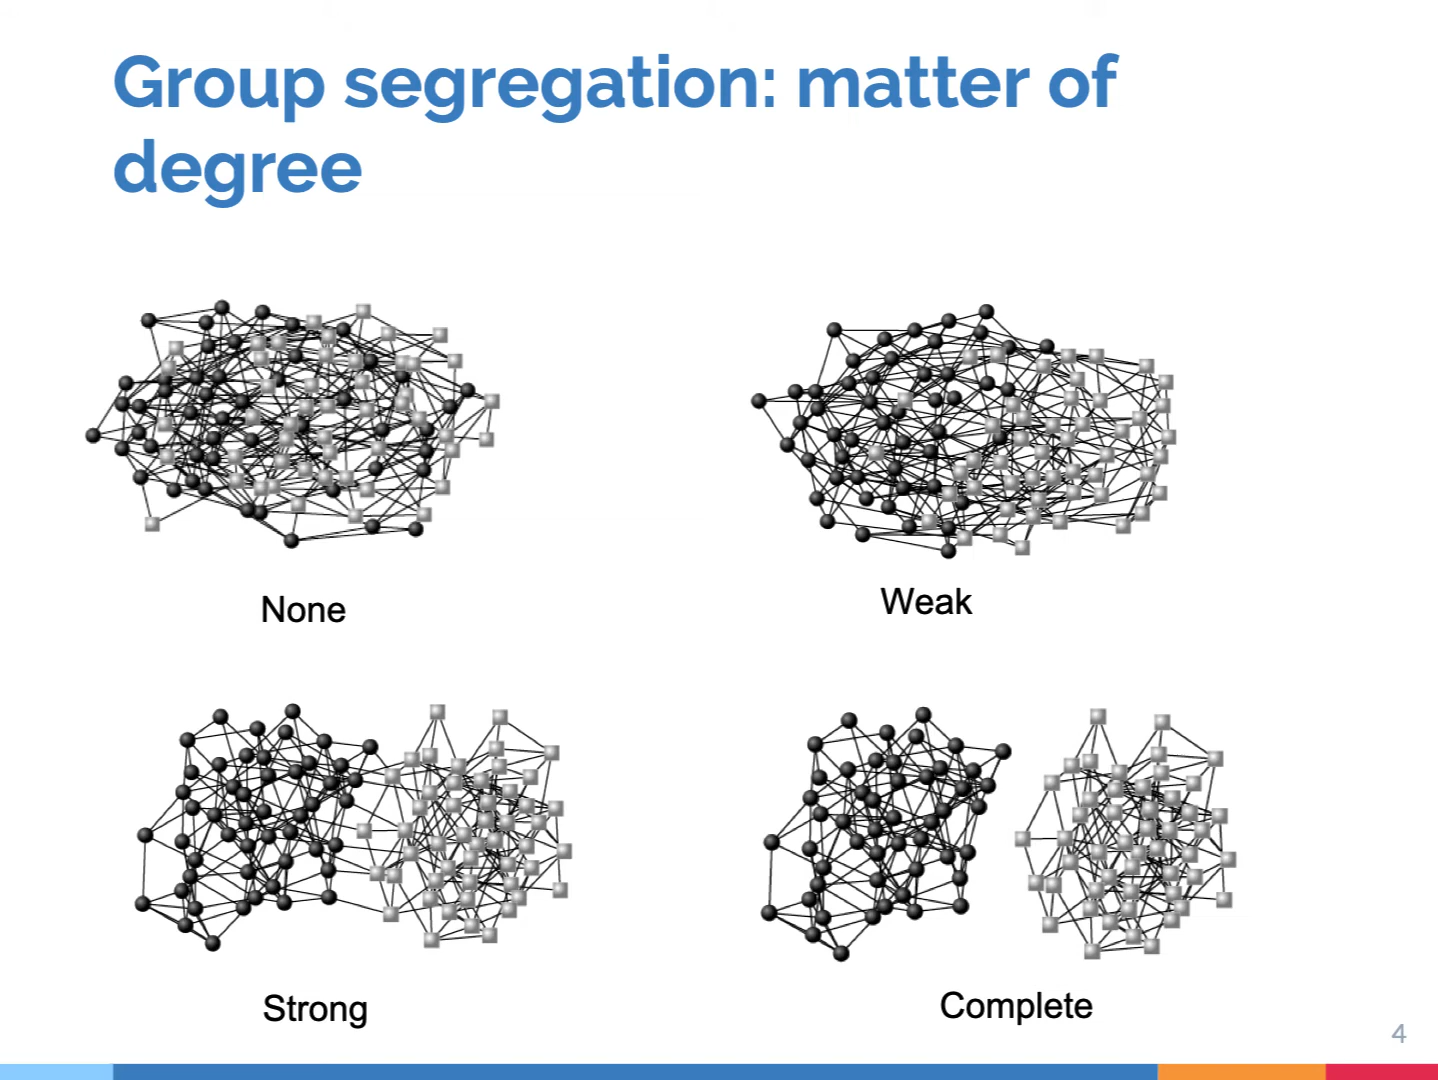 Group segregation: matter of
degree
None
Weak
Strong
Complete
4